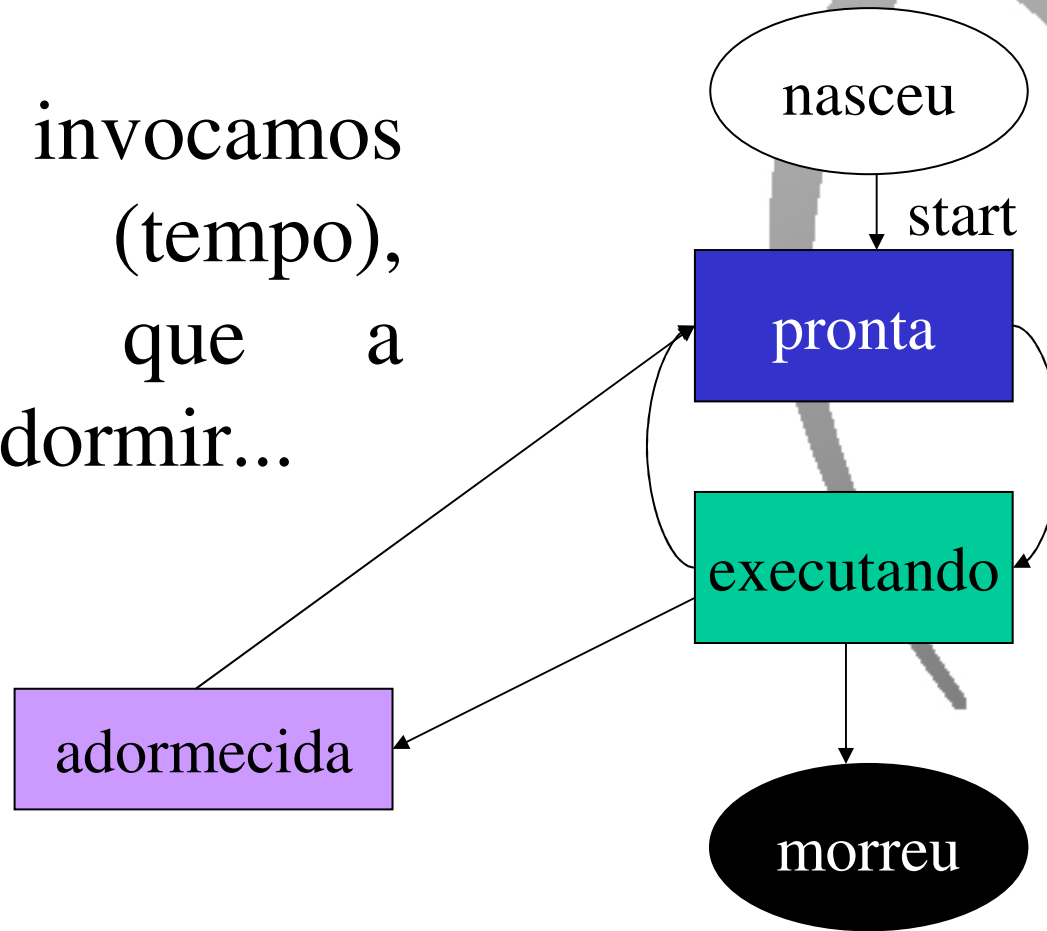 invocamos
(tempo),
que a
dormir...
nasceu
start
pronta
executando
adormecida
morreu